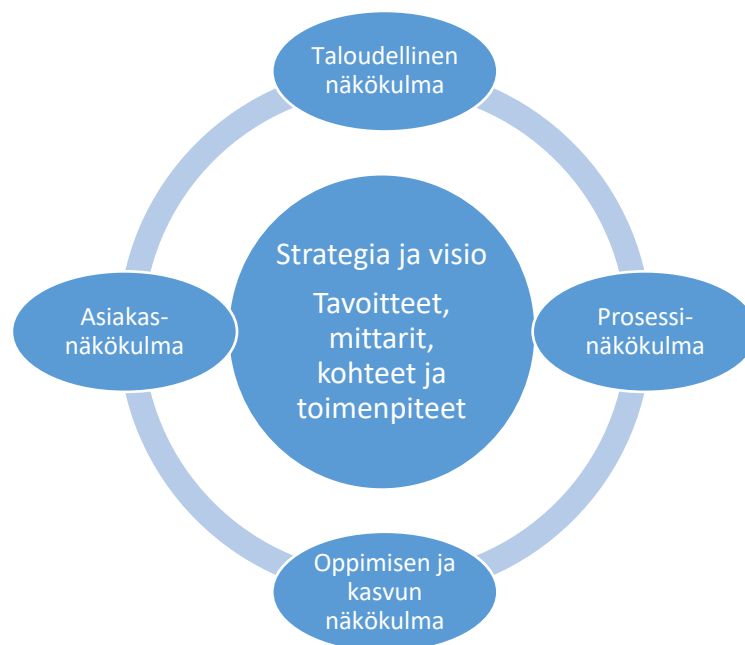 Taloudellinen
näkökulma
Strategia ja visio
Tavoitteet,
mittarit,
kohteet ja
toimenpiteet
Asiakas-
näkökulma
Prosessi-
näkökulma
Oppimisen ja
kasvun
näkökulma